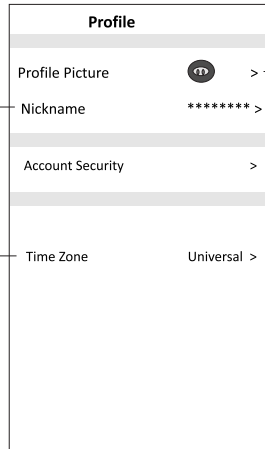 Profile
Profile Picture >
Nickname ******** >
Account Security >
Time Zone Universal >